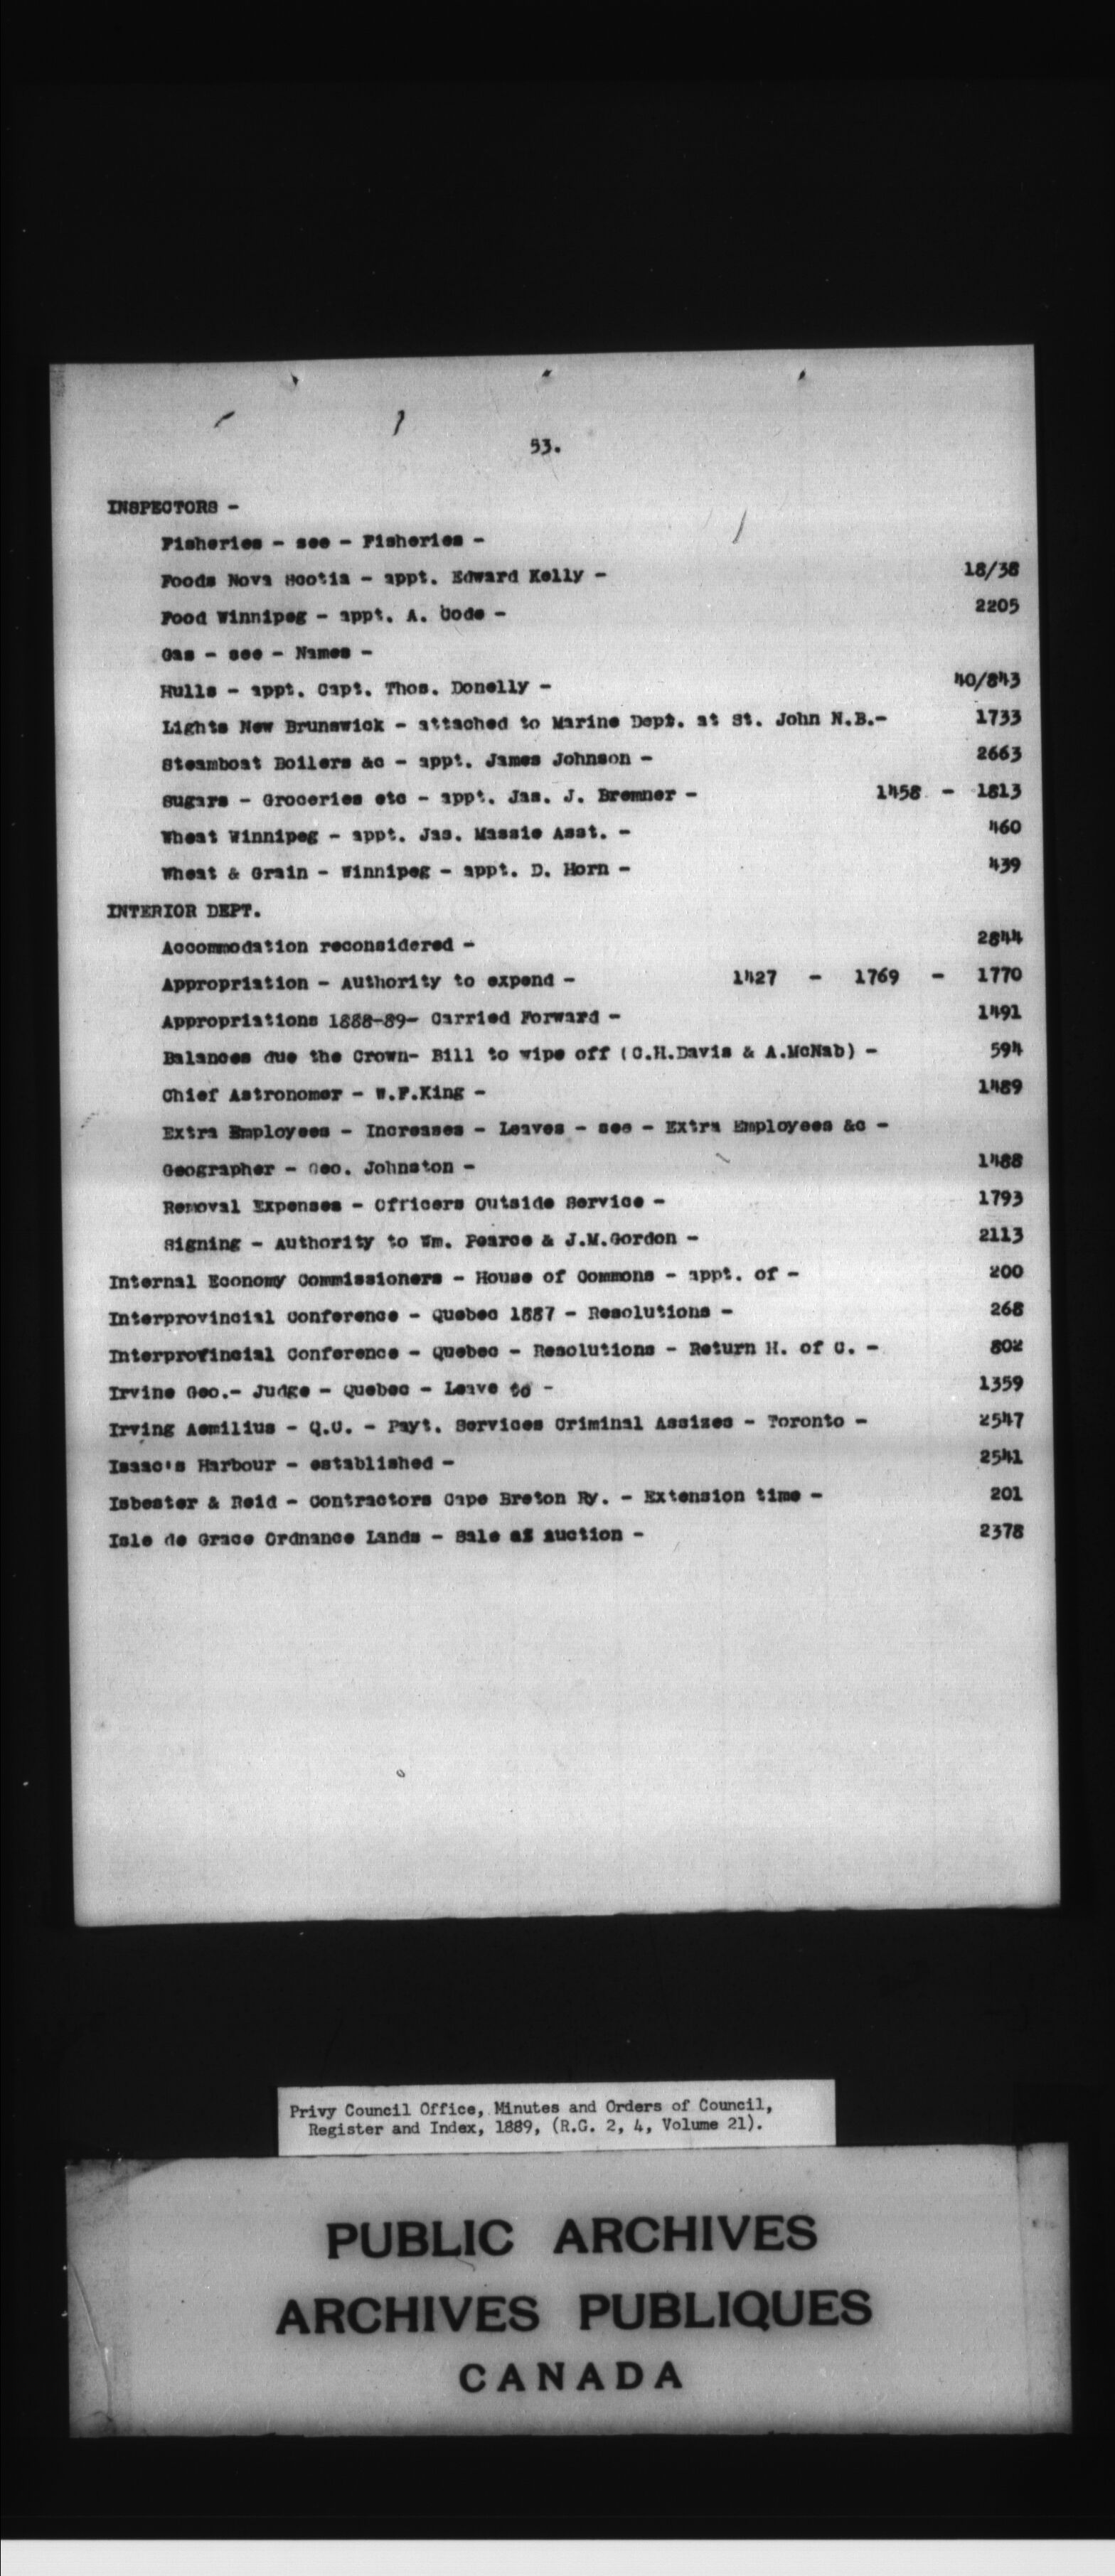 53.
INSPECTORS -
Fisheries - see - Fisheries -
Foods Nova Scotia - appt. Edward Kelly - 18/38
Food Winnipeg - appt. A. Code - 2205
Gas - see - Names -
Hulls - appt. Capt. Thos. Donelly - 40/843
Lights New Brunswick - attached to Marine Dept. at St. John N.B.- 1733
Steamboat Boilers &c - appt. James Johnson - 2663
Sugars - Groceries etc - appt. Jas. J. Bremner - 1458 - 1813
Wheat Winnipeg - appt. Jas. Massie Asst. - 460
Wheat & Grain - Winnipeg - appt. D. Horn - 439
INTERIOR DEPT.
Accommodation reconsidered - 2844
Appropriation - Authority to expend - 1427 - 1769 - 1770
Appropriations 1888-89- Carried Forward - 1491
Balances due the Crown- Bill to wipe off (C.H.Davis & A.McNab) - 594
Chief Astronomer - W.F.King - 1489
Extra Employees - Increases - Leaves - see - Extra Employees &c -
Geographer - Geo. Johnston - 1488
Removal Expenses - Officers Outside Service - 1793
Signing - Authority to Wm. Pearce & J.M.Gordon - 2113
Internal Economy Commissioners - House of Commons - appt. of - 200
Interprovincial Conference - Quebec 1887 - Resolutions - 268
Interprovincial Conference - Quebec - Resolutions - Return H. of C. - 802
Irvine Geo.- Judge - Quebec - Leave to - 1359
Irving Aemilius - Q.C. - Payt. Services Criminal Assizes - Toronto - 2547
Isaac's Harbour - established - 2541
Isbester & Reid - Contractors Cape Breton Ry. - Extension time - 201
Isle de Grace Ordnance Lands - Sale at Auction - 2378
Privy Council Office, Minutes and Orders of Council,
Register and Index, 1889, (R.G. 2, 4, Volume 21).
PUBLIC ARCHIVES
ARCHIVES PUBLIQUES
CANADA